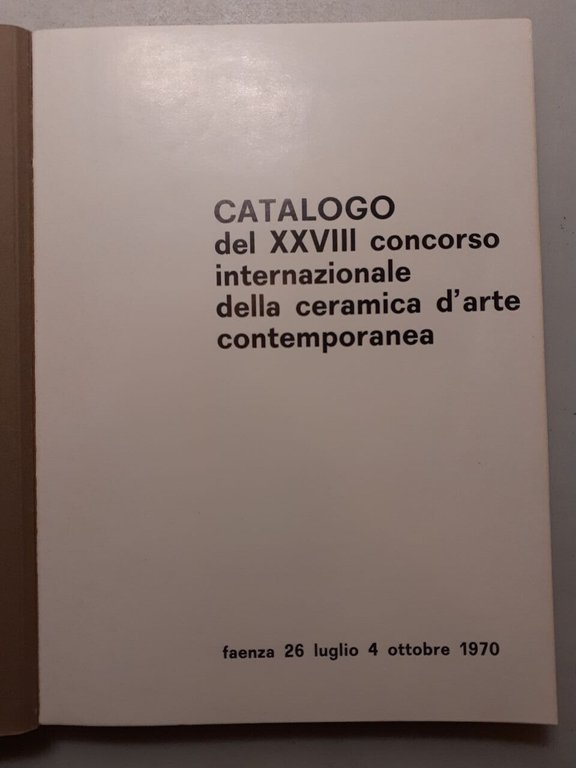 CATALOGO
del XXVIII concorso
internazionale
della ceramica d'arte
contemporanea
faenza 26 luglio 4 ottobre 1970